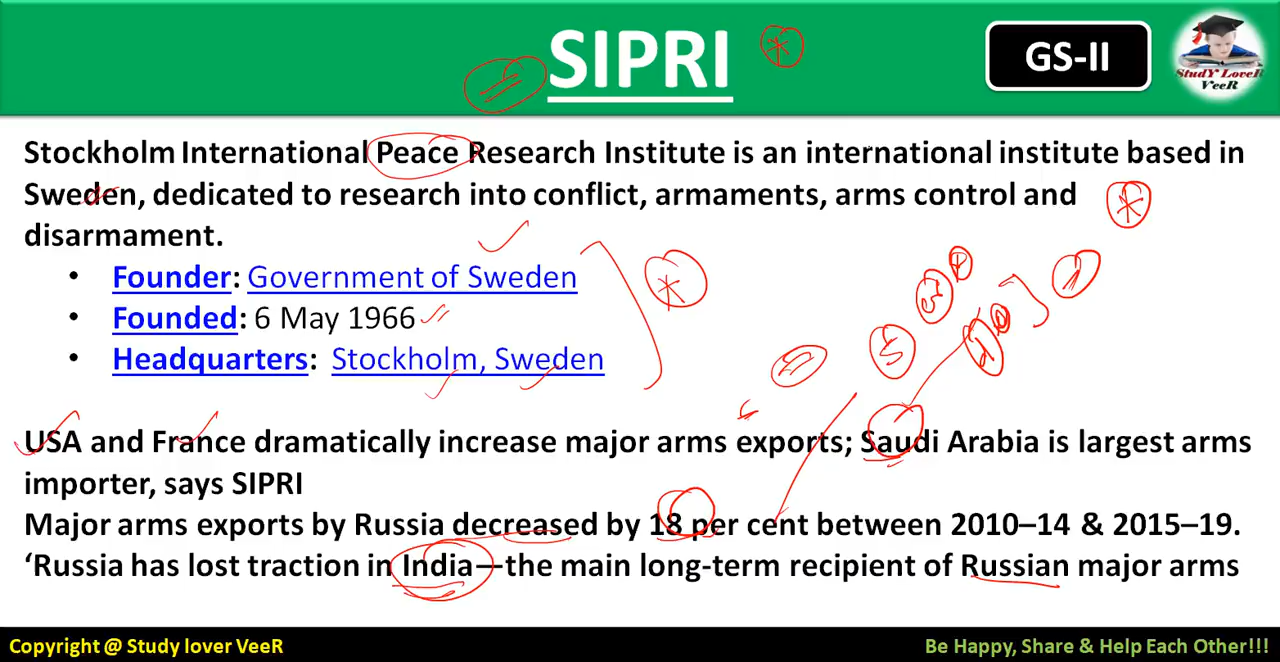 SIPRI
GS-II
StudY LoveR
VeeR
Stockholm International Peace Research Institute is an international institute based in
Sweden, dedicated to research into conflict, armaments, arms control and
disarmament.
• Founder: Government of Sweden
• Founded: 6 May 1966
• Headquarters: Stockholm, Sweden
USA and France dramatically increase major arms exports; Saudi Arabia is largest arms
importer, says SIPRI
Major arms exports by Russia decreased by 18 per cent between 2010–14 & 2015–19.
‘Russia has lost traction in India—the main long-term recipient of Russian major arms
Copyright @ Study lover VeeR
Be Happy, Share & Help Each Other!!!